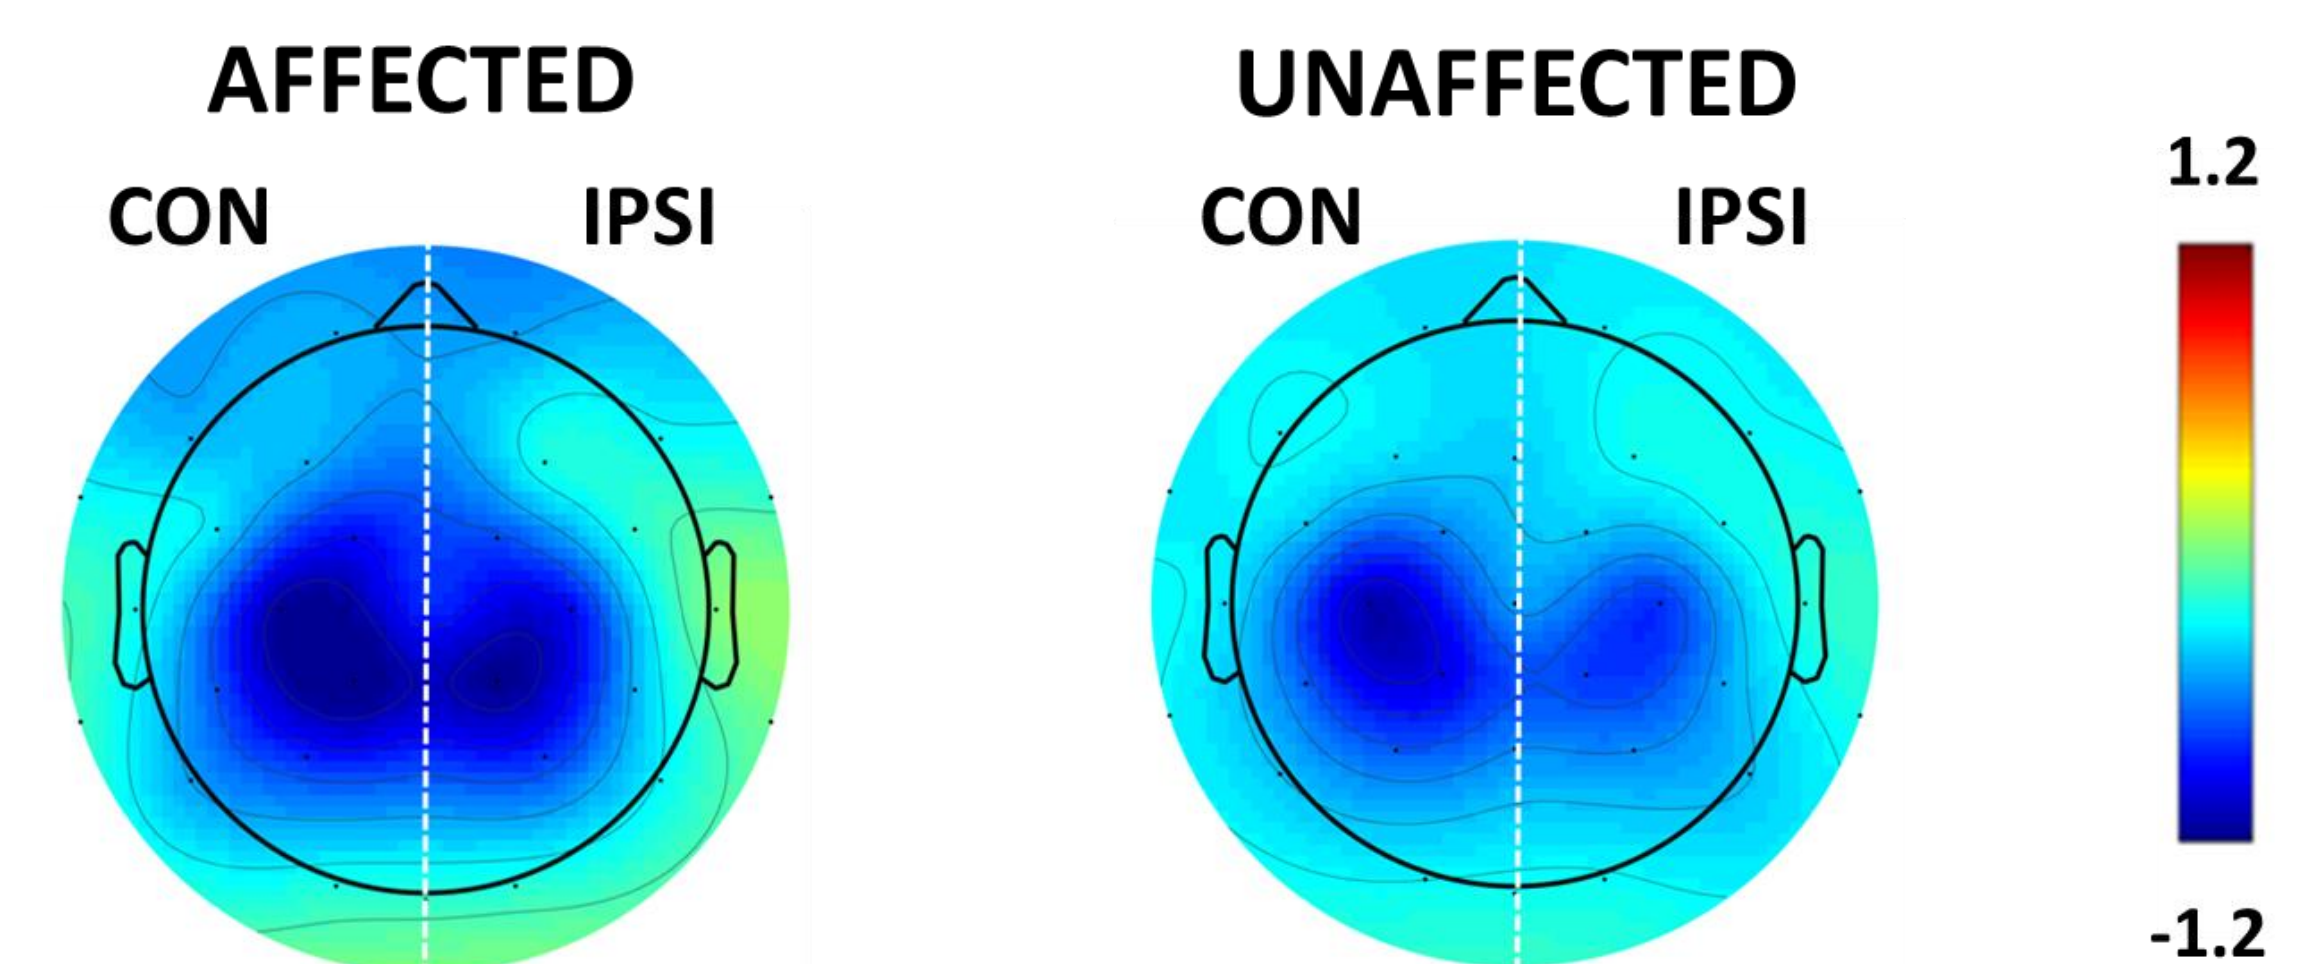 AFFECTED
UNAFFECTED
CON
IPSI
CON
IPSI
1.2
-1.2